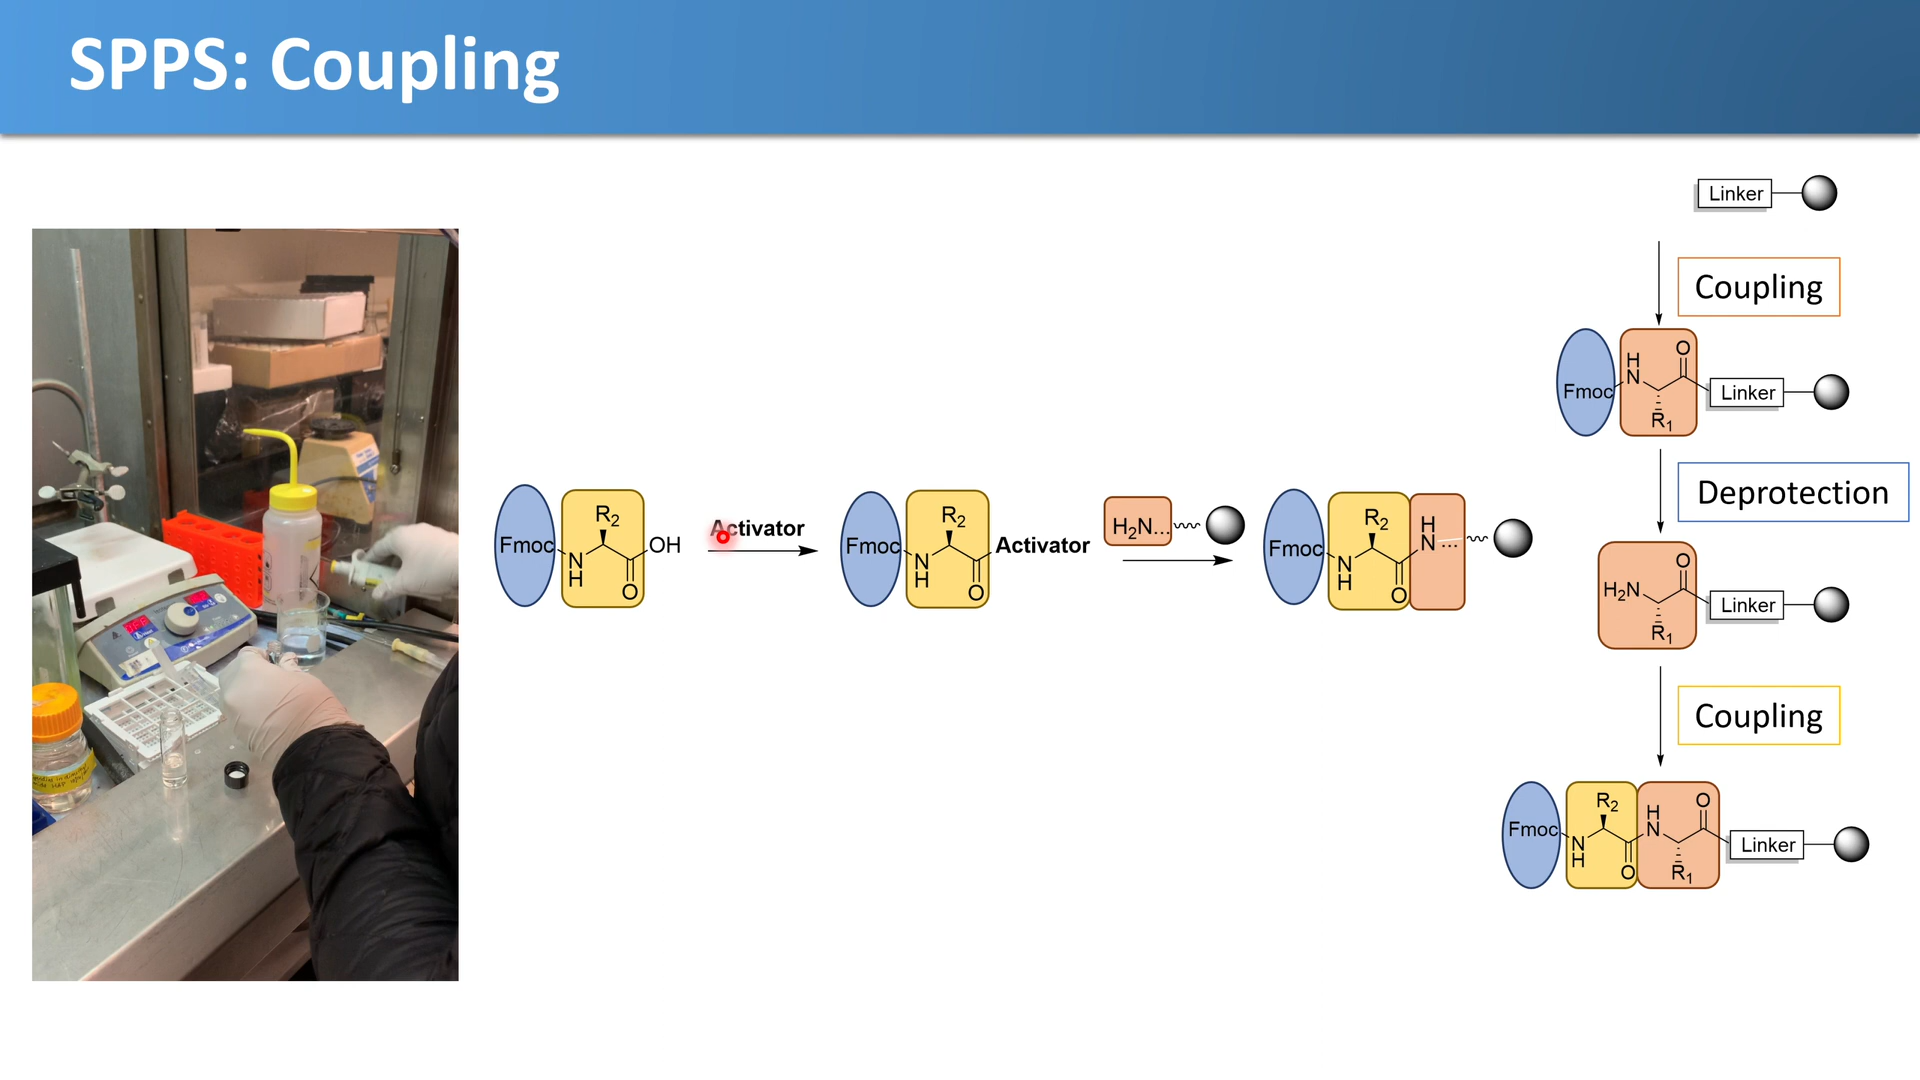 SPPS: Coupling
Fmoc
N
H
R2
O
OH
Activator
Fmoc
N
H
R2
O
Activator
H2N...
Fmoc
N
H
R2
O
H
N ...
Linker
Coupling
Fmoc
H
N
R1
O
Linker
Deprotection
H2N
R1
O
Linker
Coupling
Fmoc
N
H
R2
O
H
N
R1
O
Linker